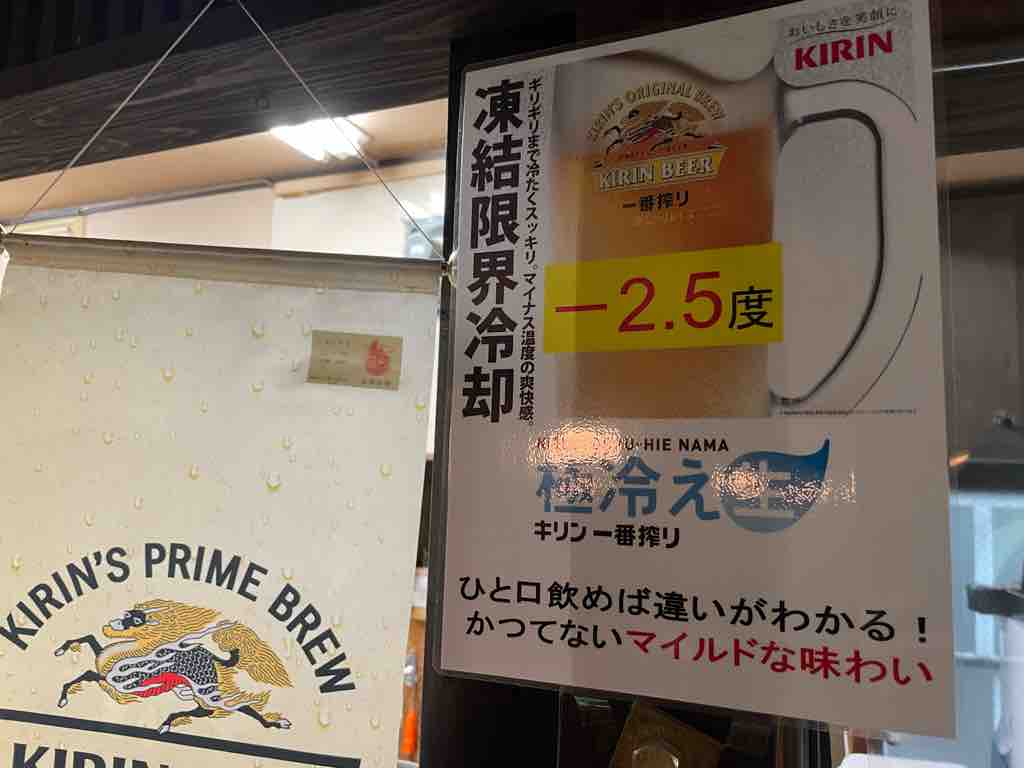 おいしさを笑顔に
KIRIN
ギリギリまで冷たくスッキリ。マイナス温度の爽快感。
凍結限界冷却
KIRIN'S ORIGINAL BREW
KIRIN BEER
一番搾り
−2.5度
HIE NAMA
極冷え生
キリン一番搾り
ひと口飲めば違いがわかる!
かつてないマイルドな味わい
KIRIN'S PRIME BREW